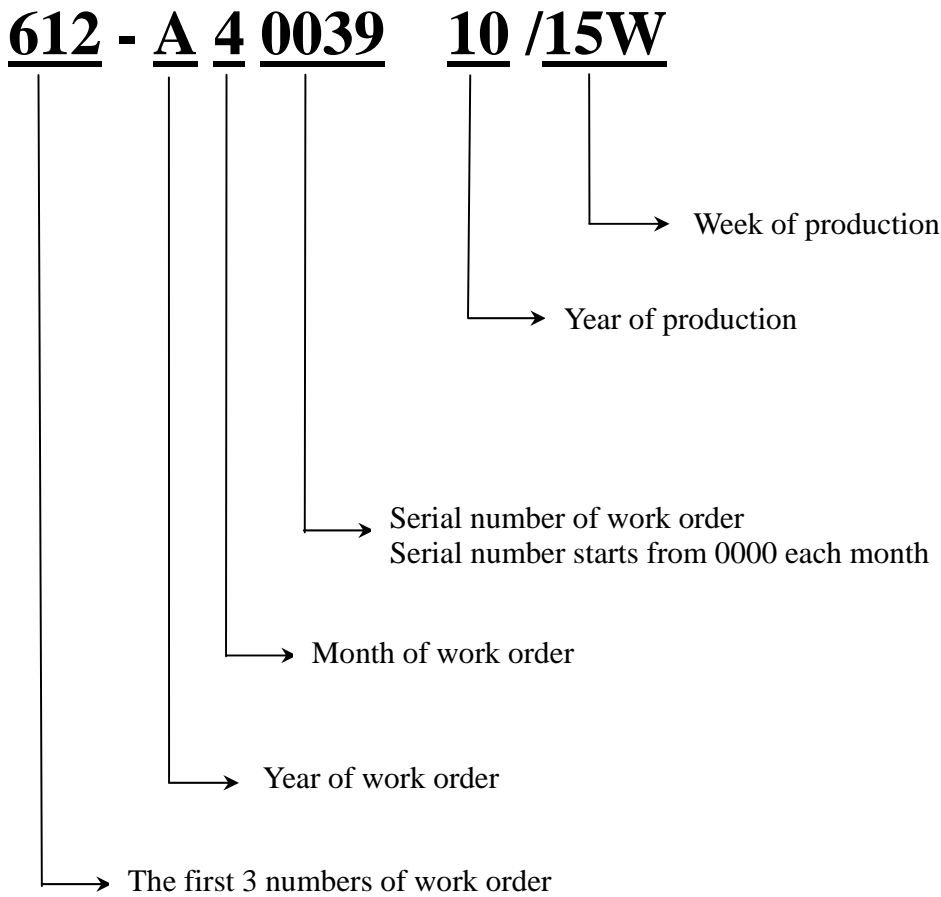 612 - A 4 0039 10 /15W
Week of production
Year of production
Serial number of work order
Serial number starts from 0000 each month
Month of work order
Year of work order
The first 3 numbers of work order